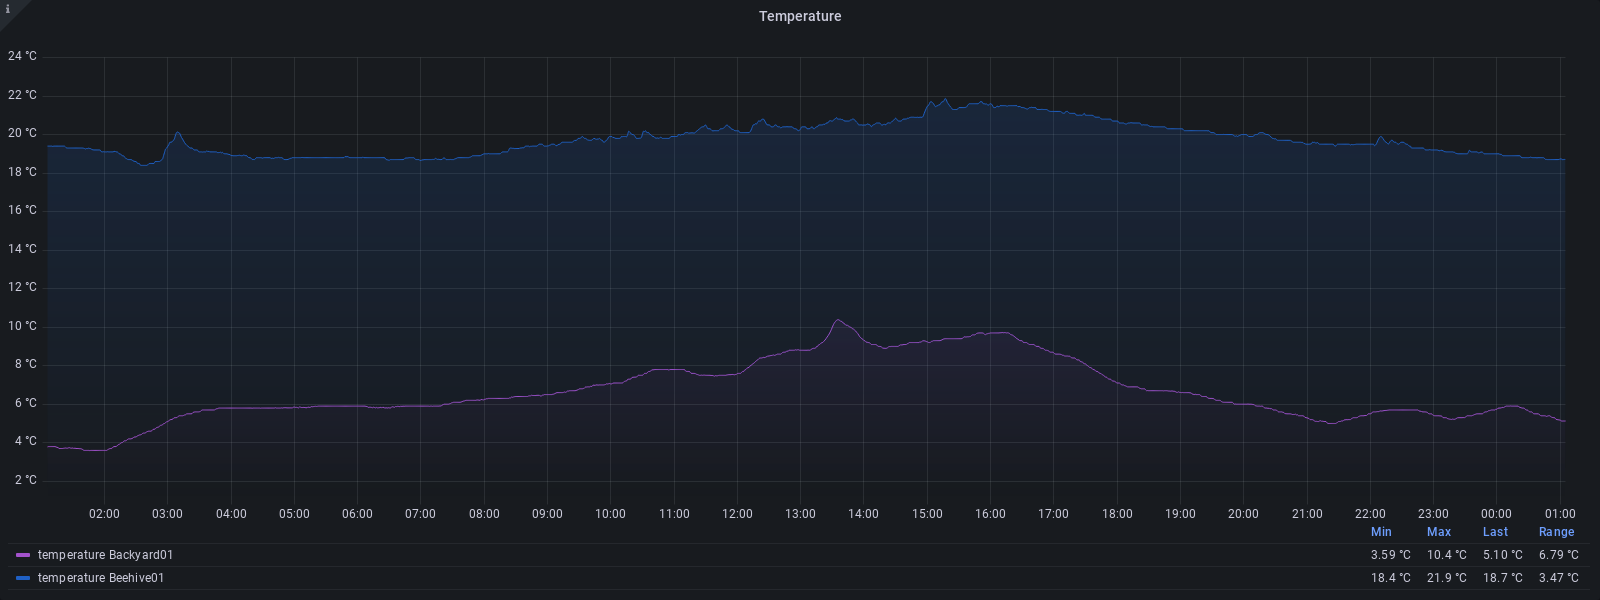 i
Temperature
24 °C
22 °C
20 °C
18 °C
16 °C
14 °C
12 °C
10 °C
8 °C
6 °C
4 °C
2 °C
02:00 03:00 04:00 05:00 06:00 07:00 08:00 09:00 10:00 11:00 12:00 13:00 14:00 15:00 16:00 17:00 18:00 19:00 20:00 21:00 22:00 23:00 00:00 01:00
Min Max Last Range
temperature Backyard01 3.59 °C 10.4 °C 5.10 °C 6.79 °C
temperature Beehive01 18.4 °C 21.9 °C 18.7 °C 3.47 °C